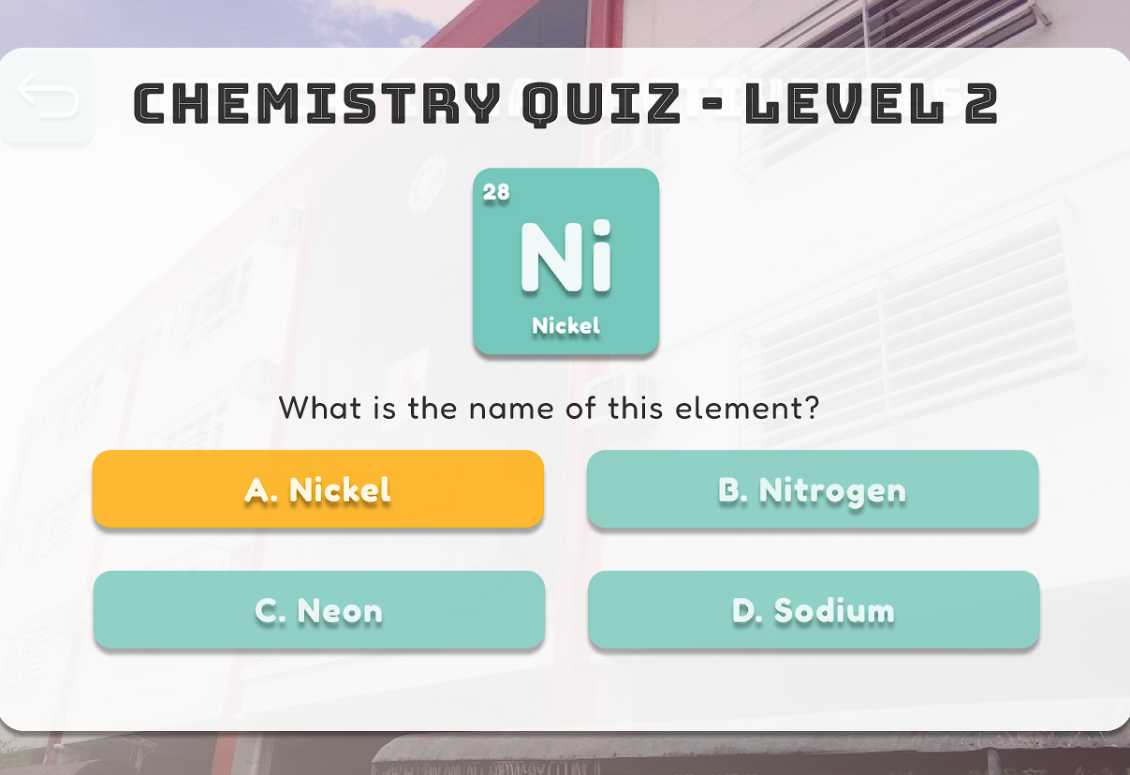 CHEMISTRY QUIZ - LEVEL 2
28
Ni
Nickel
What is the name of this element?
A. Nickel
B. Nitrogen
C. Neon
D. Sodium